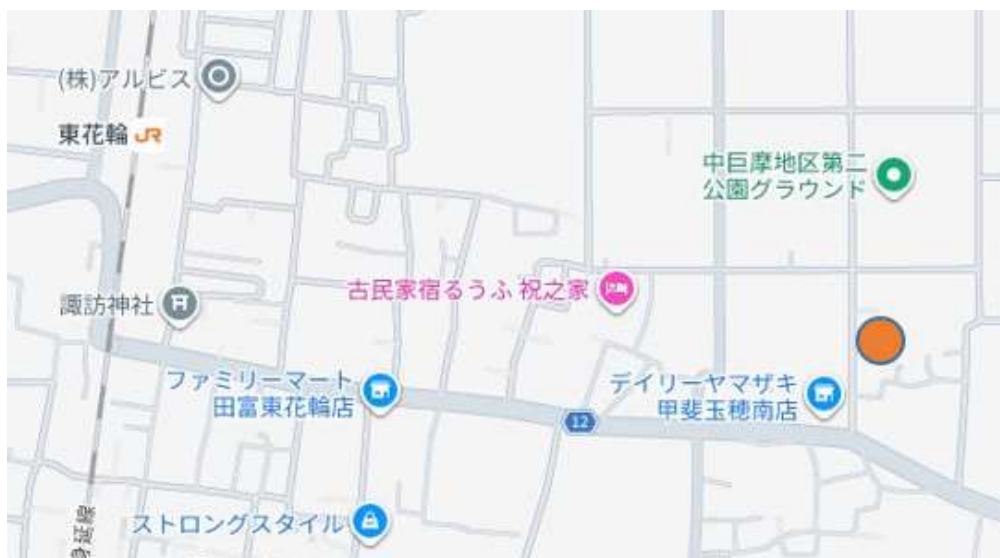 (株)アルビス
東花輪 JR
中巨摩地区第二
公園グラウンド
古民家宿るうふ 祝之家
諏訪神社
ファミリーマート
田富東花輪店
デイリーヤマザキ
甲斐玉穂南店
12
ストロングスタイル
身延線